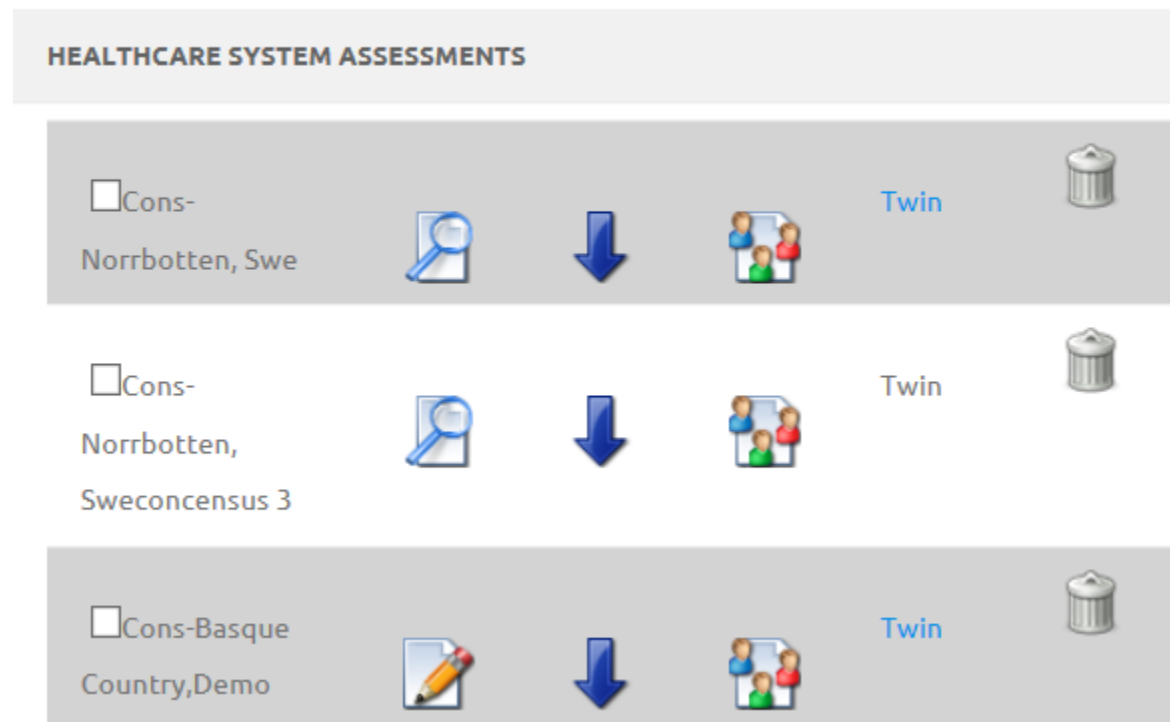 HEALTHCARE SYSTEM ASSESSMENTS
Cons-
Norrbotten, Swe
Twin
Cons-
Norrbotten,
Sweconcensus 3
Twin
Cons-Basque
Country,Demo
Twin